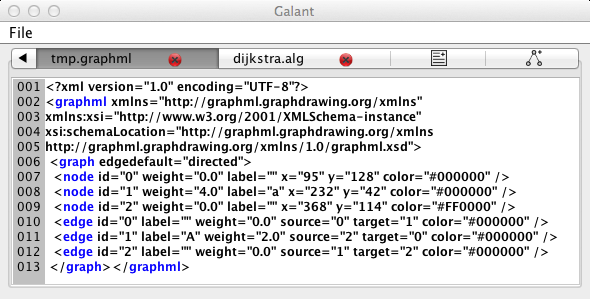 Galant
File
tmp.graphml dijkstra.alg
001 <?xml version="1.0" encoding="UTF-8"?>
002 <graphml xmlns="http://graphml.graphdrawing.org/xmlns"
003 xmlns:xsi="http://www.w3.org/2001/XMLSchema-instance"
004 xsi:schemaLocation="http://graphml.graphdrawing.org/xmlns
005 http://graphml.graphdrawing.org/xmlns/1.0/graphml.xsd">
006 <graph edgedefault="directed">
007 <node id="0" weight="0.0" label="" x="95" y="128" color="#000000" />
008 <node id="1" weight="4.0" label="a" x="232" y="42" color="#000000" />
009 <node id="2" weight="0.0" label="" x="368" y="114" color="#FF0000" />
010 <edge id="0" label="" weight="0.0" source="0" target="1" color="#000000" />
011 <edge id="1" label="A" weight="2.0" source="2" target="0" color="#000000" />
012 <edge id="2" label="" weight="0.0" source="1" target="2" color="#000000" />
013 </graph></graphml>